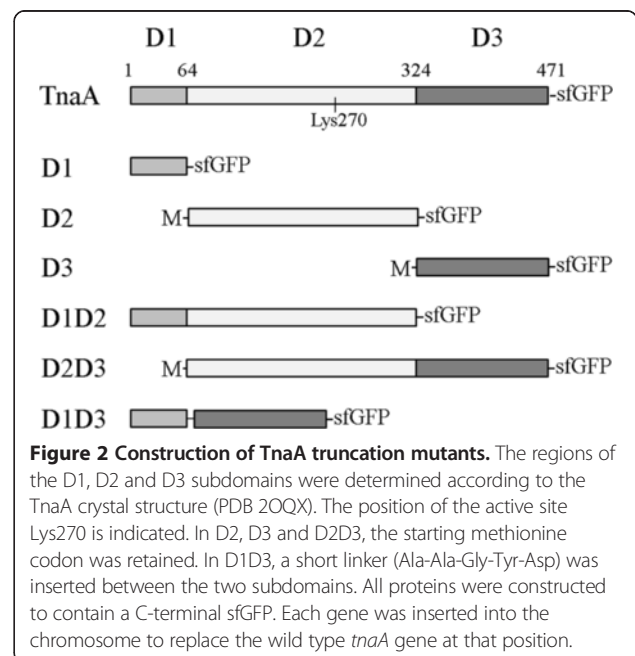 D1 D2 D3
1 64 324 471
TnaA -sfGFP
Lys270
D1 -sfGFP
D2 M- -sfGFP
D3 M- -sfGFP
D1D2 -sfGFP
D2D3 M- -sfGFP
D1D3 -sfGFP
Figure 2 Construction of TnaA truncation mutants. The regions of
the D1, D2 and D3 subdomains were determined according to the
TnaA crystal structure (PDB 2OQX). The position of the active site
Lys270 is indicated. In D2, D3 and D2D3, the starting methionine
codon was retained. In D1D3, a short linker (Ala-Ala-Gly-Tyr-Asp) was
inserted between the two subdomains. All proteins were constructed
to contain a C-terminal sfGFP. Each gene was inserted into the
chromosome to replace the wild type tnaA gene at that position.